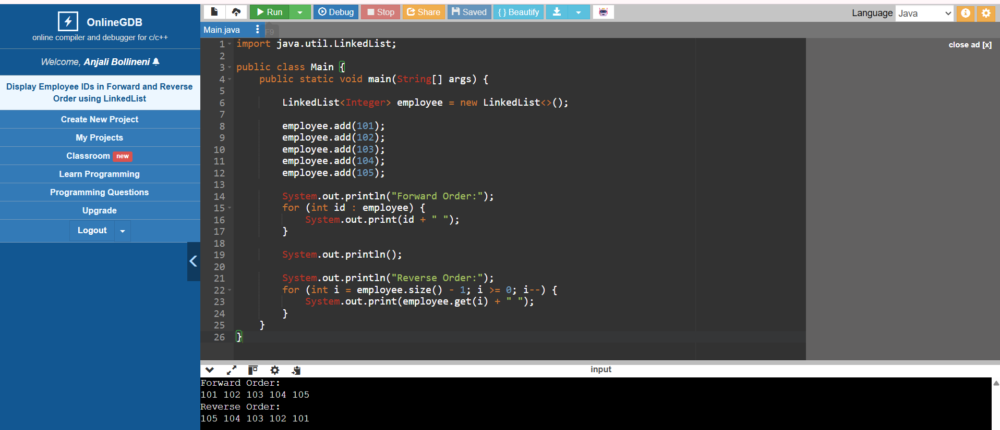 OnlineGDB
online compiler and debugger for c/c++
Welcome, Anjali Bollineni
Display Employee IDs in Forward and Reverse
Order using LinkedList
Create New Project
My Projects
Classroom new
Learn Programming
Programming Questions
Upgrade
Logout
Run Debug Stop Share Saved { } Beautify
Language Java
Main.java
F9
close ad [x]
1 import java.util.LinkedList;
2
3 public class Main {
4     public static void main(String[] args) {
5
6         LinkedList<Integer> employee = new LinkedList<>();
7
8         employee.add(101);
9         employee.add(102);
10         employee.add(103);
11         employee.add(104);
12         employee.add(105);
13
14         System.out.println("Forward Order:");
15         for (int id : employee) {
16             System.out.print(id + " ");
17         }
18
19         System.out.println();
20
21         System.out.println("Reverse Order:");
22         for (int i = employee.size() - 1; i >= 0; i--) {
23             System.out.print(employee.get(i) + " ");
24         }
25     }
26 }
input
Forward Order:
101 102 103 104 105
Reverse Order:
105 104 103 102 101